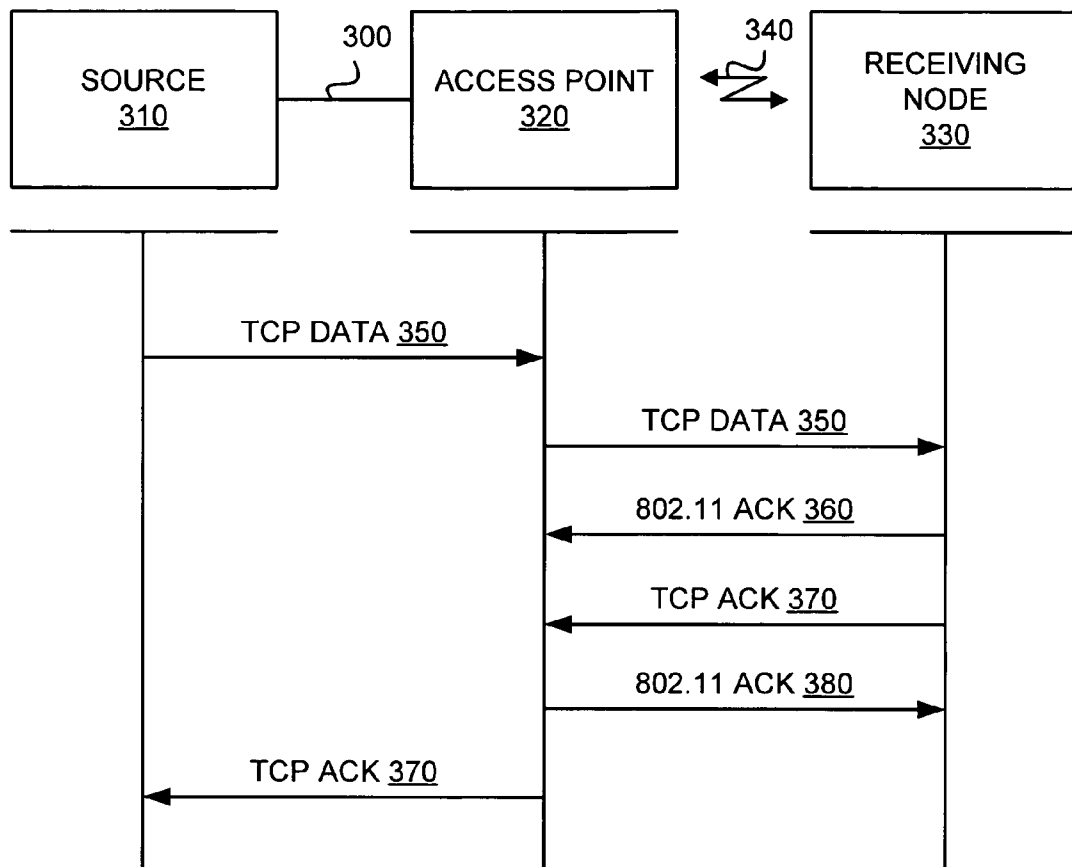 300
340
SOURCE
310
ACCESS POINT
320
RECEIVING
NODE
330
TCP DATA 350
TCP DATA 350
802.11 ACK 360
TCP ACK 370
802.11 ACK 380
TCP ACK 370